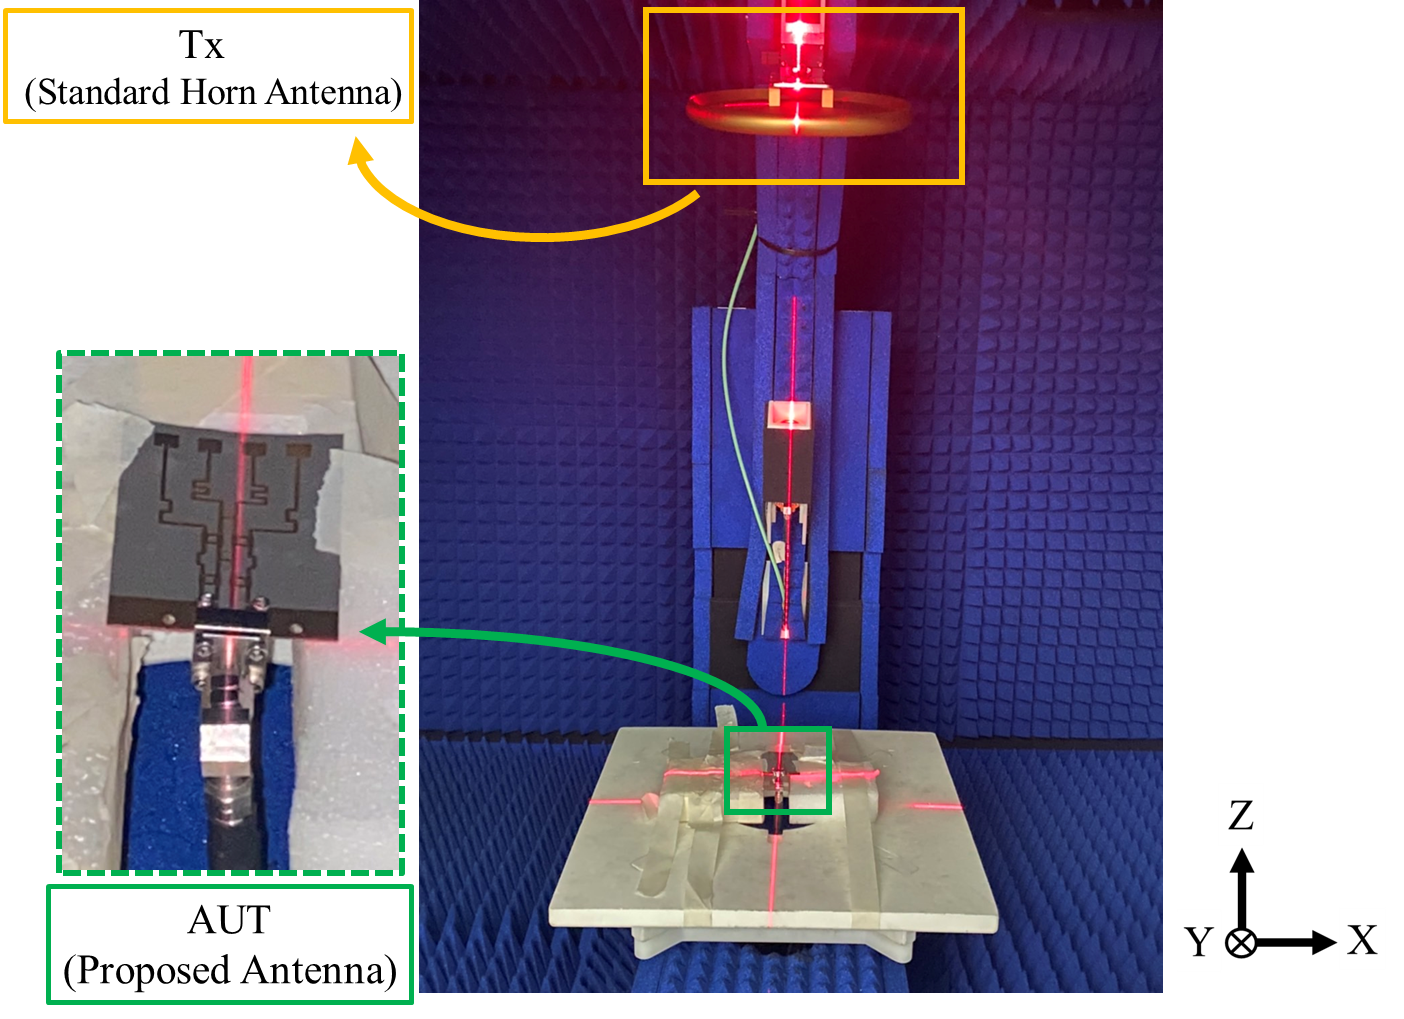 Tx
(Standard Horn Antenna)
AUT
(Proposed Antenna)
Z
Y
X